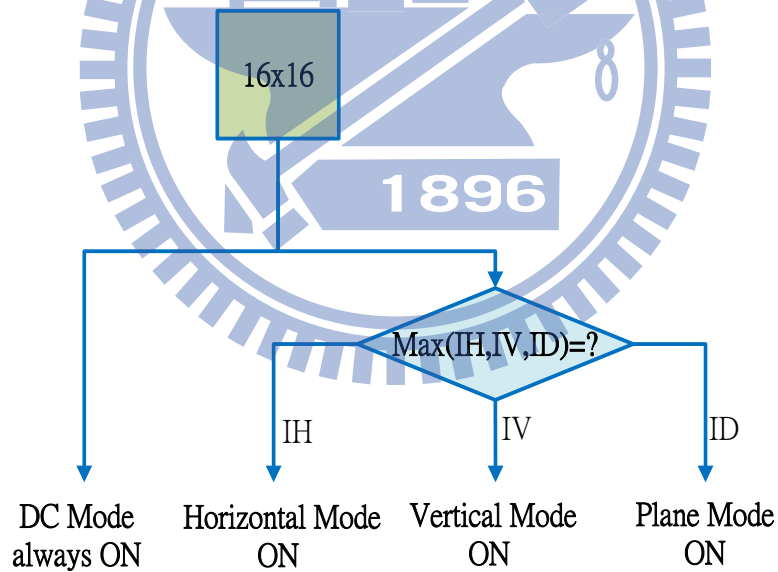 16x16
1896
Max(IH,IV,ID)=?
IH
IV
ID
DC Mode
always ON
Horizontal Mode
ON
Vertical Mode
ON
Plane Mode
ON